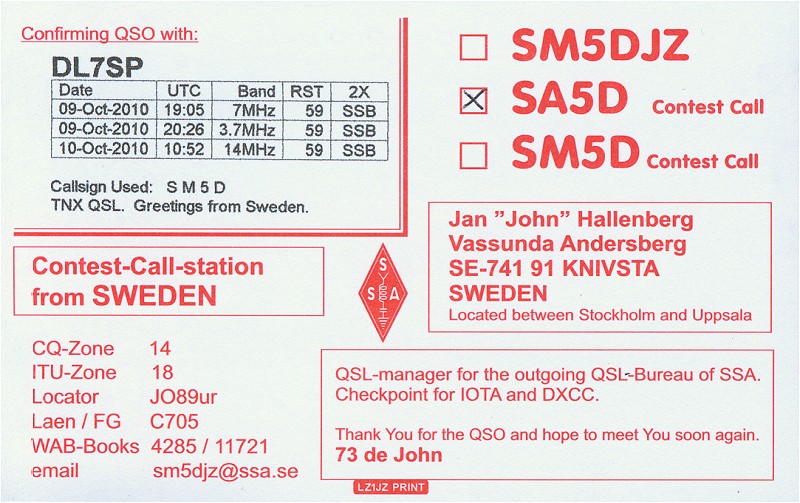 Confirming QSO with:
DL7SP
Date UTC Band RST 2X
09-Oct-2010 19:05 7MHz 59 SSB
09-Oct-2010 20:26 3.7MHz 59 SSB
10-Oct-2010 10:52 14MHz 59 SSB
Callsign Used: S M 5 D
TNX QSL. Greetings from Sweden.
SM5DJZ
SA5D Contest Call
SM5D Contest Call
Jan "John" Hallenberg
Vassunda Andersberg
SE-741 91 KNIVSTA
SWEDEN
Located between Stockholm and Uppsala
Contest-Call-station
from SWEDEN
S
S A
CQ-Zone 14
ITU-Zone 18
Locator JO89ur
Laen / FG C705
WAB-Books 4285 / 11721
email sm5djz@ssa.se
QSL-manager for the outgoing QSL-Bureau of SSA.
Checkpoint for IOTA and DXCC.
Thank You for the QSO and hope to meet You soon again.
73 de John
LZ1JZ PRINT